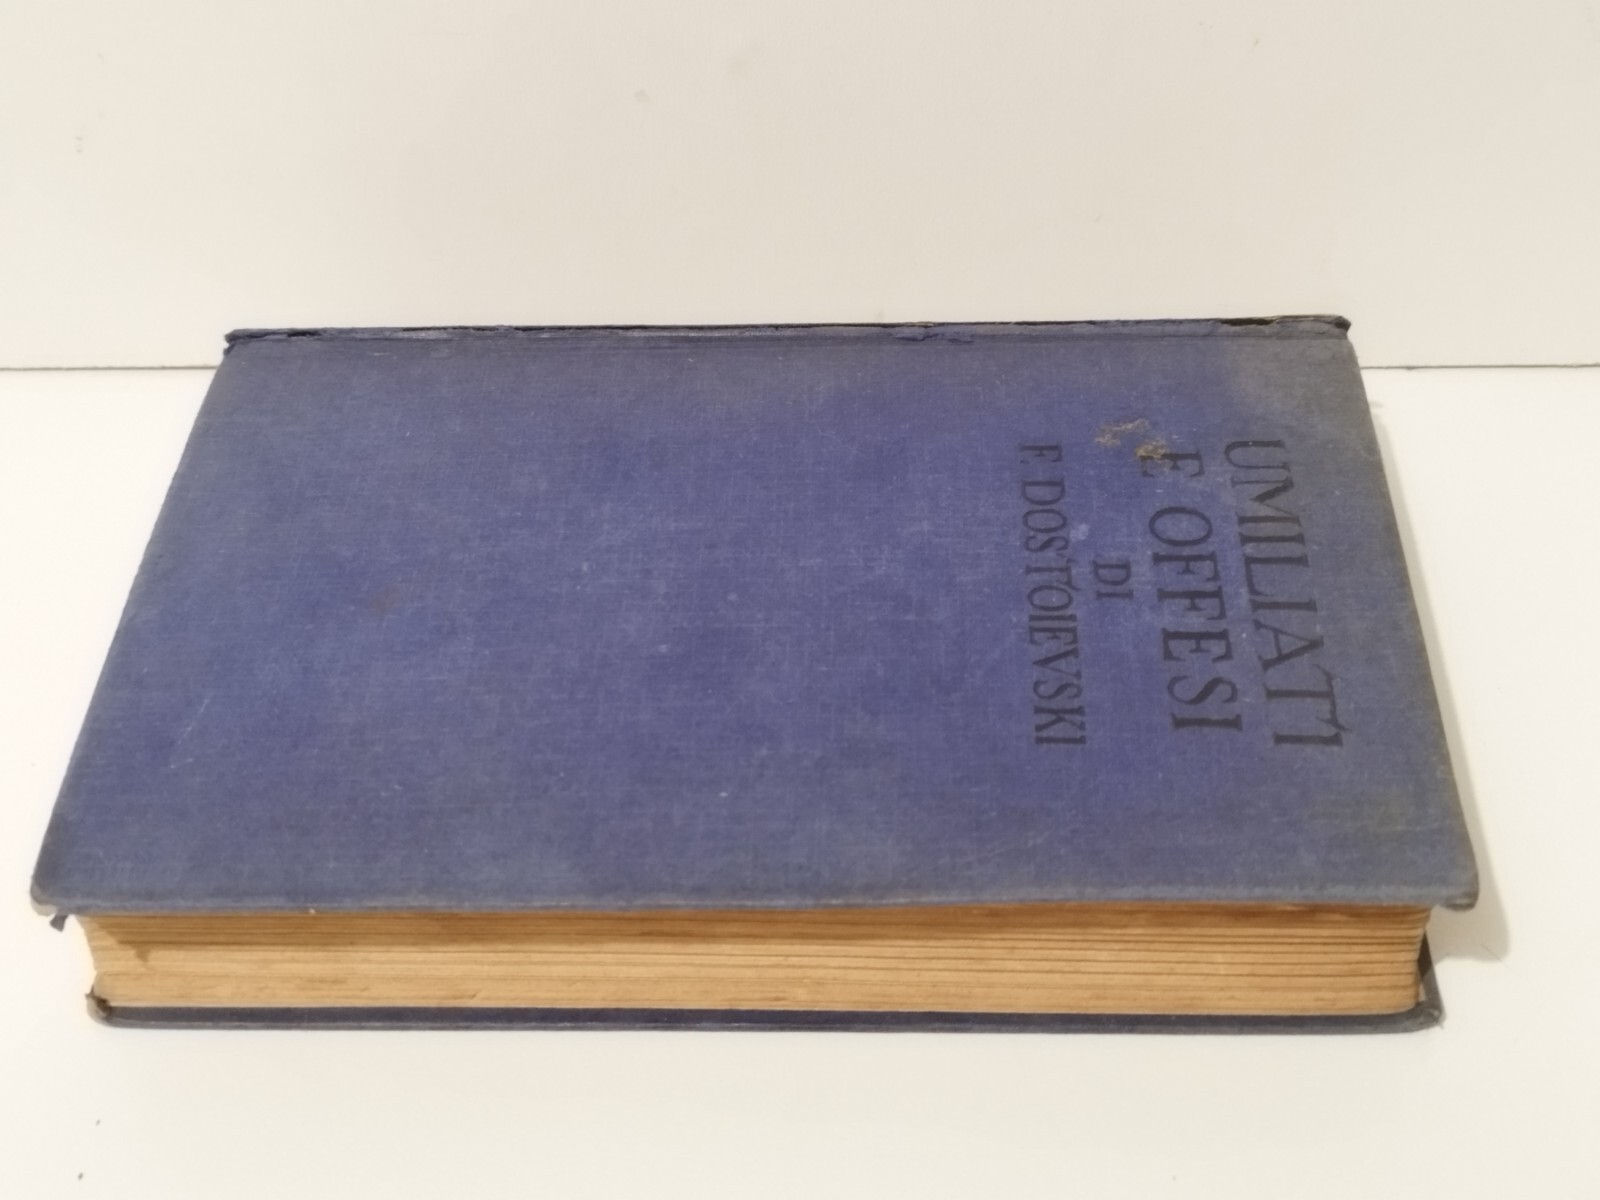 UMILIATI
E OFFESI
DI
F. DOSTOIEVSKI